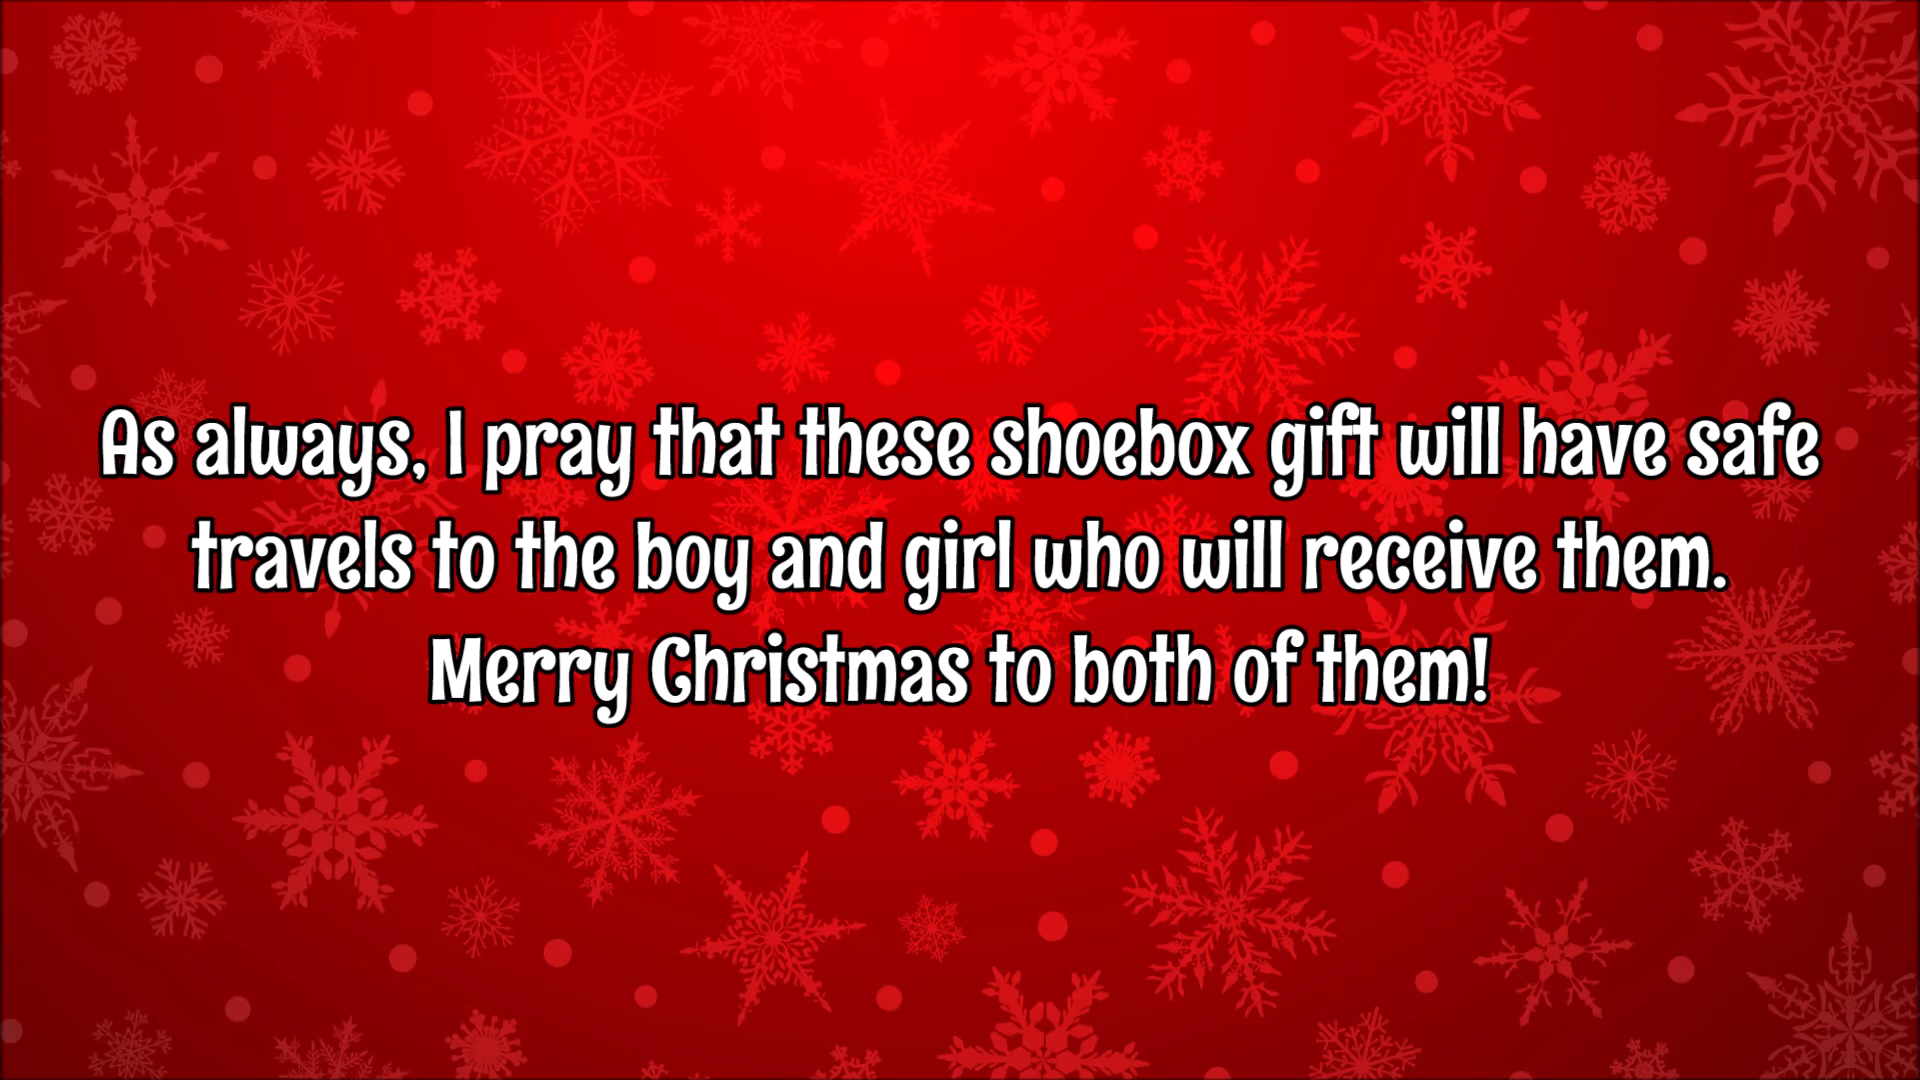 As always, I pray that these shoebox gift will have safe
travels to the boy and girl who will receive them.
Merry Christmas to both of them!